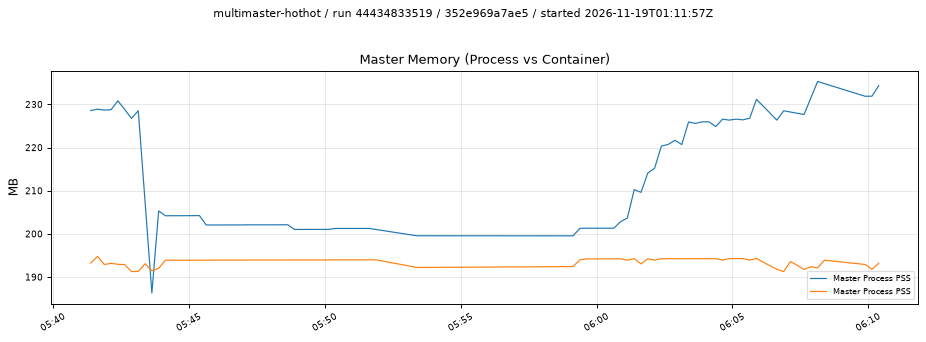 multimaster-hothot / run 44434833519 / 352e969a7ae5 / started 2026-11-19T01:11:57Z
Master Memory (Process vs Container)
MB
230
220
210
200
190
05:40
05:45
05:50
05:55
06:00
06:05
06:10
Master Process PSS
Master Process PSS